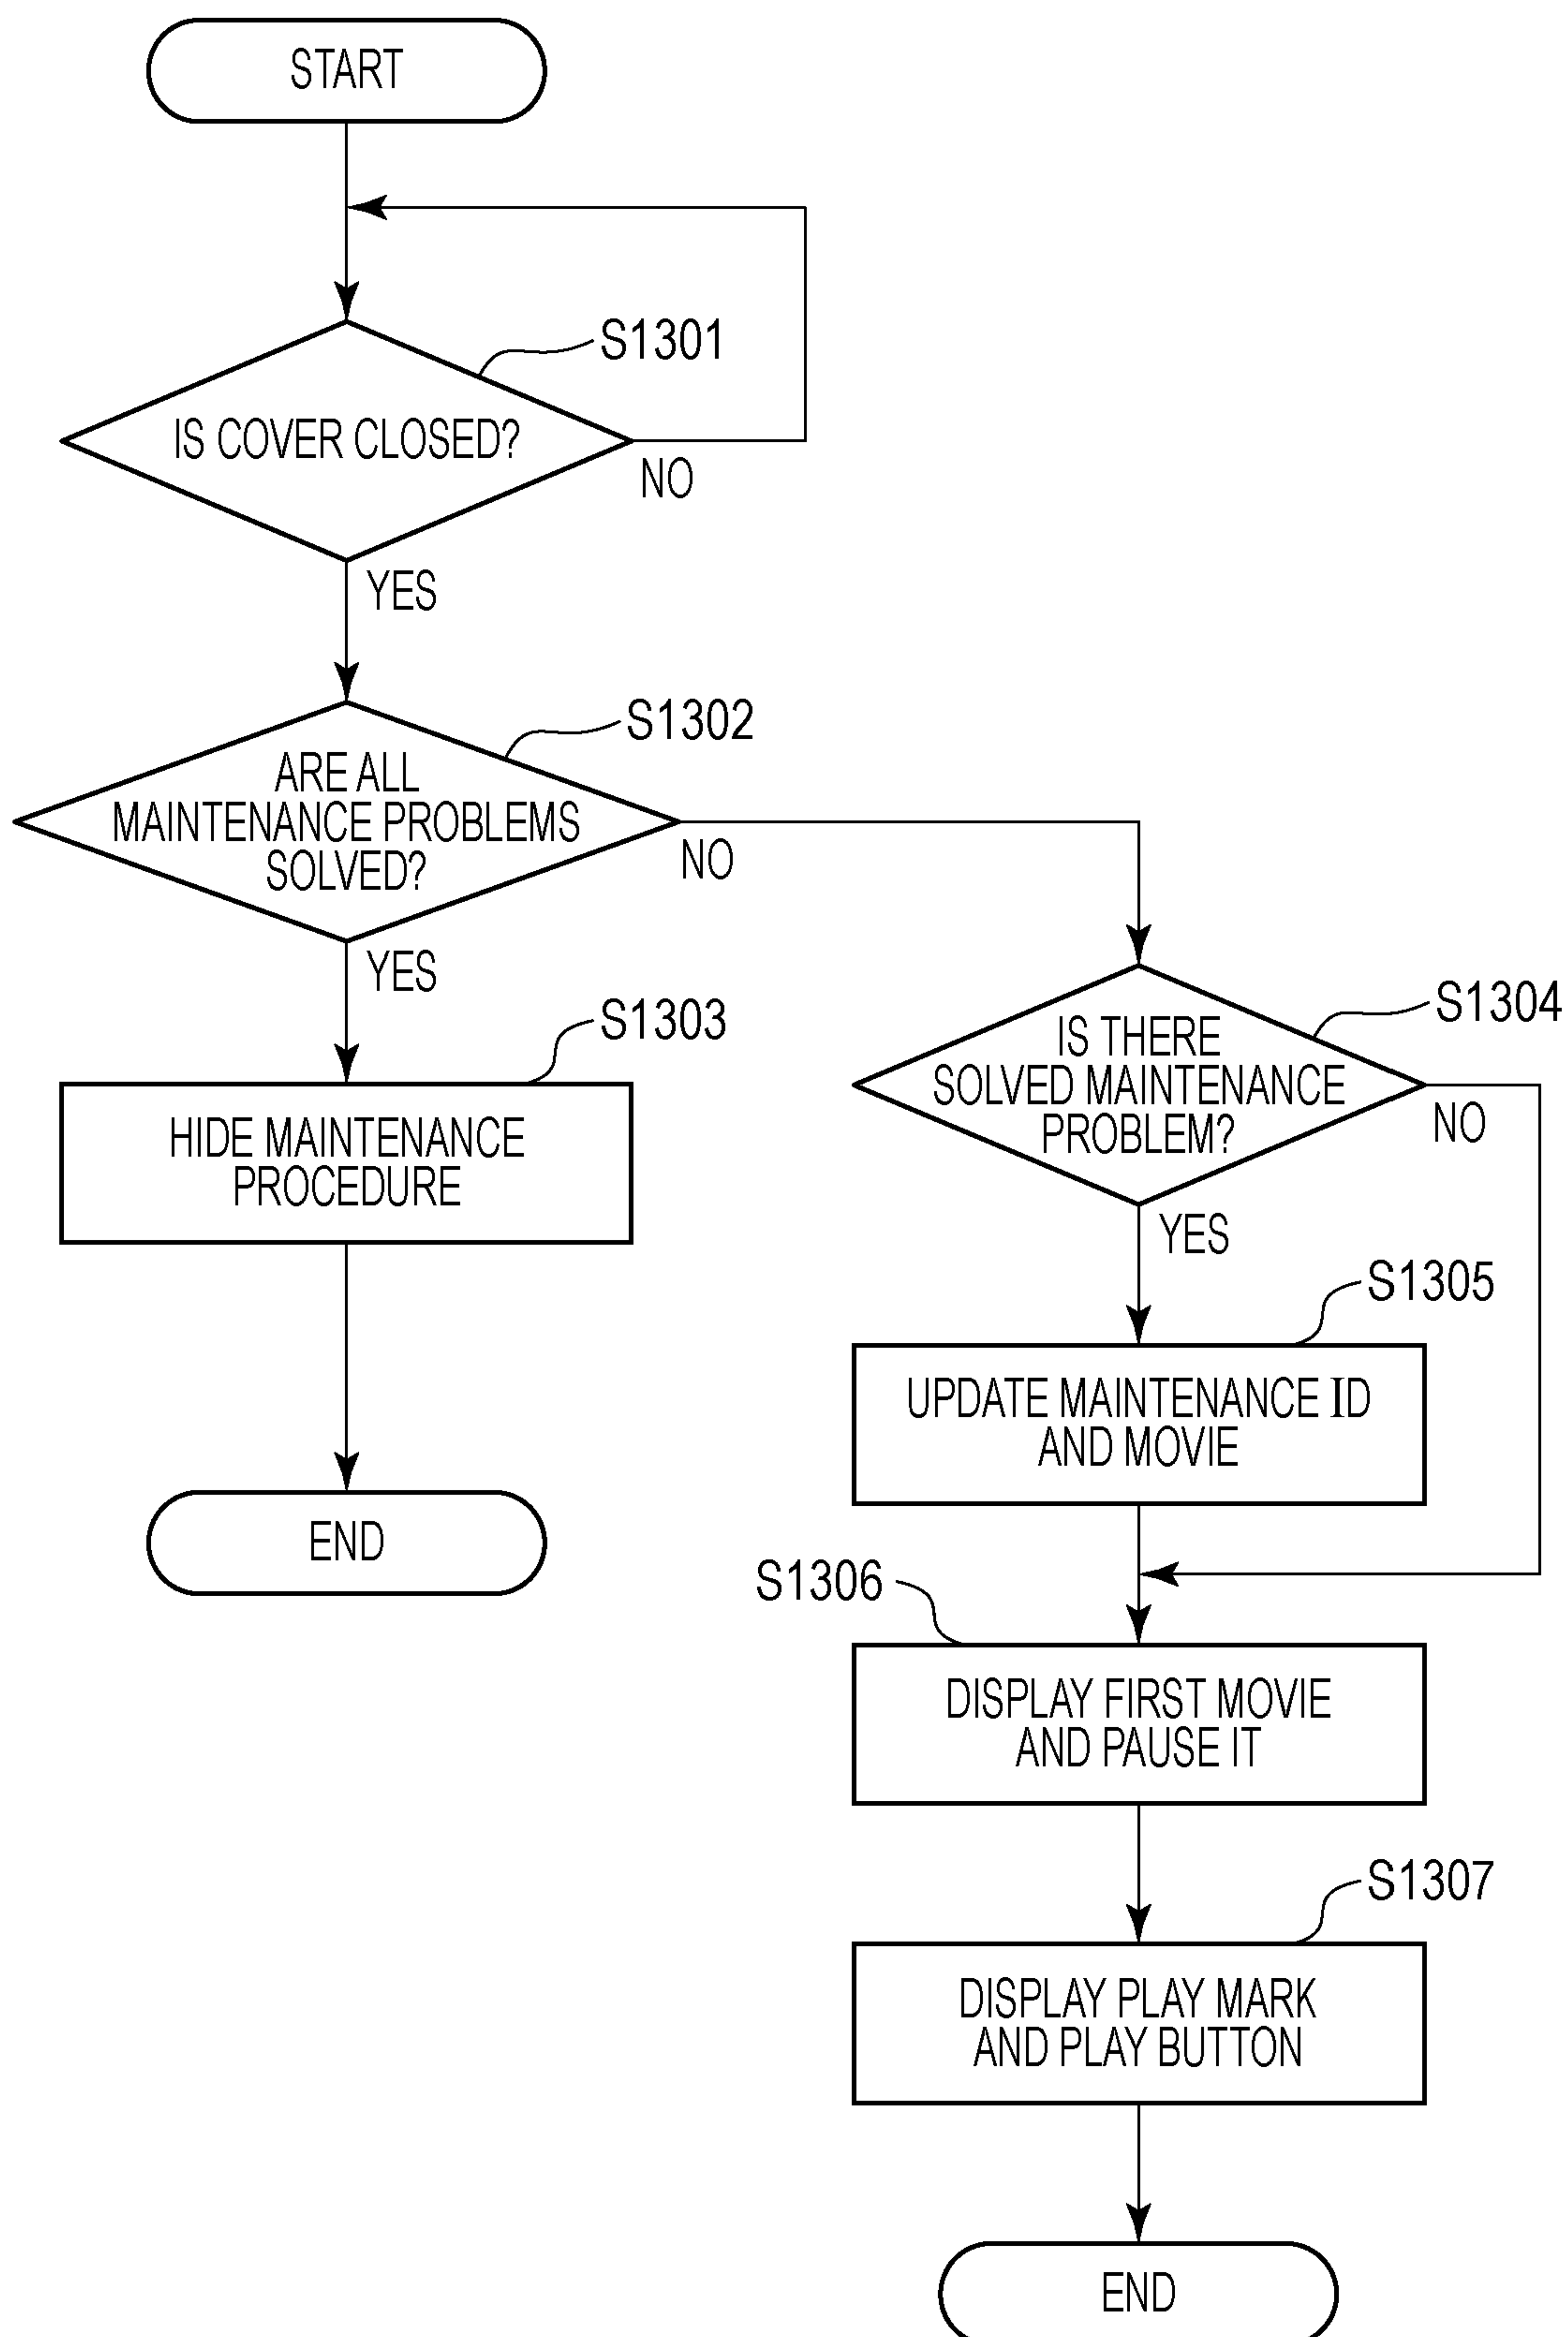 START
S1301
IS COVER CLOSED?
NO
YES
S1302
ARE ALL
MAINTENANCE PROBLEMS
SOLVED?
NO
YES
S1303
HIDE MAINTENANCE
PROCEDURE
END
S1304
IS THERE
SOLVED MAINTENANCE
PROBLEM?
NO
YES
S1305
UPDATE MAINTENANCE ID
AND MOVIE
S1306
DISPLAY FIRST MOVIE
AND PAUSE IT
S1307
DISPLAY PLAY MARK
AND PLAY BUTTON
END